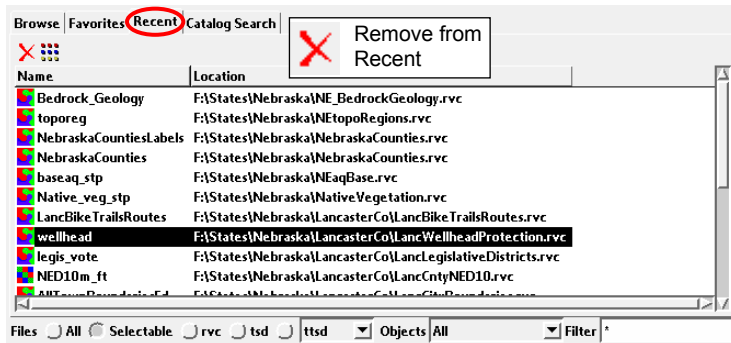 Browse Favorites Recent Catalog Search
Remove from
Recent
Name Location
Bedrock_Geology F:\States\Nebraska\NE_BedrockGeology.rvc
toporeg F:\States\Nebraska\NEtopoRegions.rvc
NebraskaCountiesLabels F:\States\Nebraska\NebraskaCounties.rvc
NebraskaCounties F:\States\Nebraska\NebraskaCounties.rvc
baseaq_stp F:\States\Nebraska\NEaqBase.rvc
Native_veg_stp F:\States\Nebraska\NativeVegetation.rvc
LancBikeTrailsRoutes F:\States\Nebraska\LancasterCo\LancBikeTrailsRoutes.rvc
wellhead F:\States\Nebraska\LancasterCo\LancWellheadProtection.rvc
legis_vote F:\States\Nebraska\LancasterCo\LancLegislativeDistricts.rvc
NED10m_ft F:\States\Nebraska\LancasterCo\LancCntyNED10.rvc
Files All Selectable rvc tsd ttsd Objects All Filter *